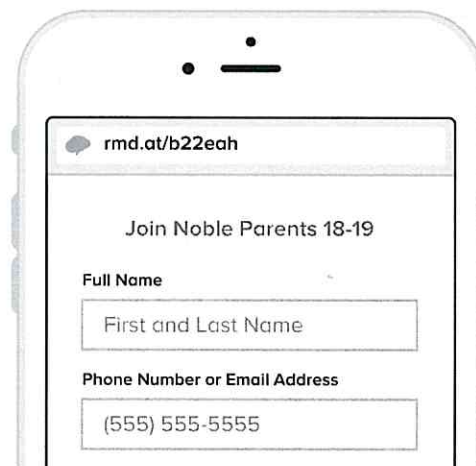 rmd.at/b22eah
Join Noble Parents 18-19
Full Name
First and Last Name
Phone Number or Email Address
(555) 555-5555